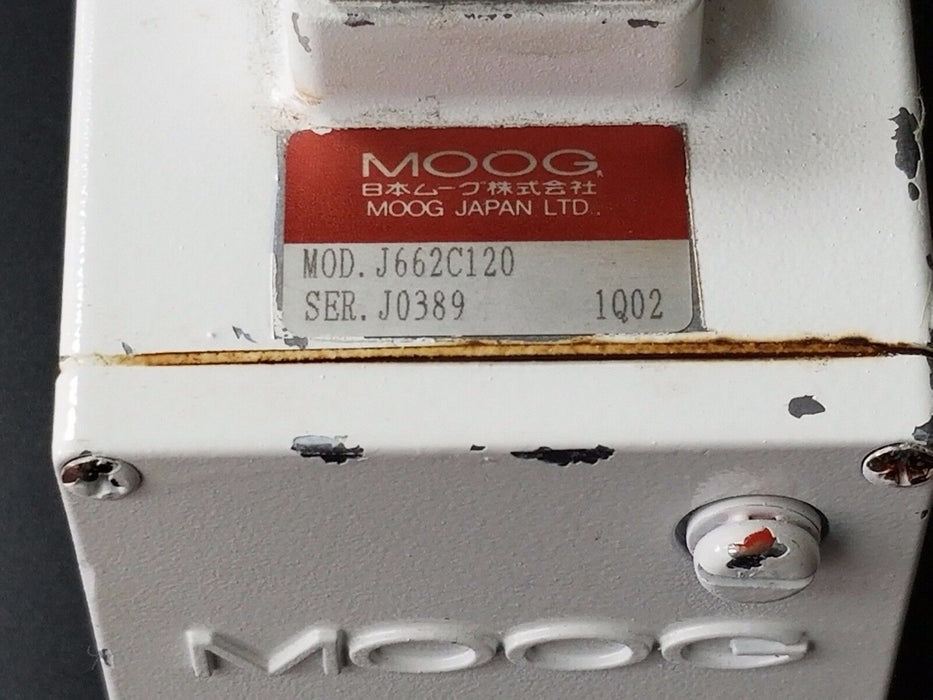 MOOG®
日本ムーグ株式会社
MOOG JAPAN LTD.
MOD. J662C120
SER. J0389 1Q02
MOOG